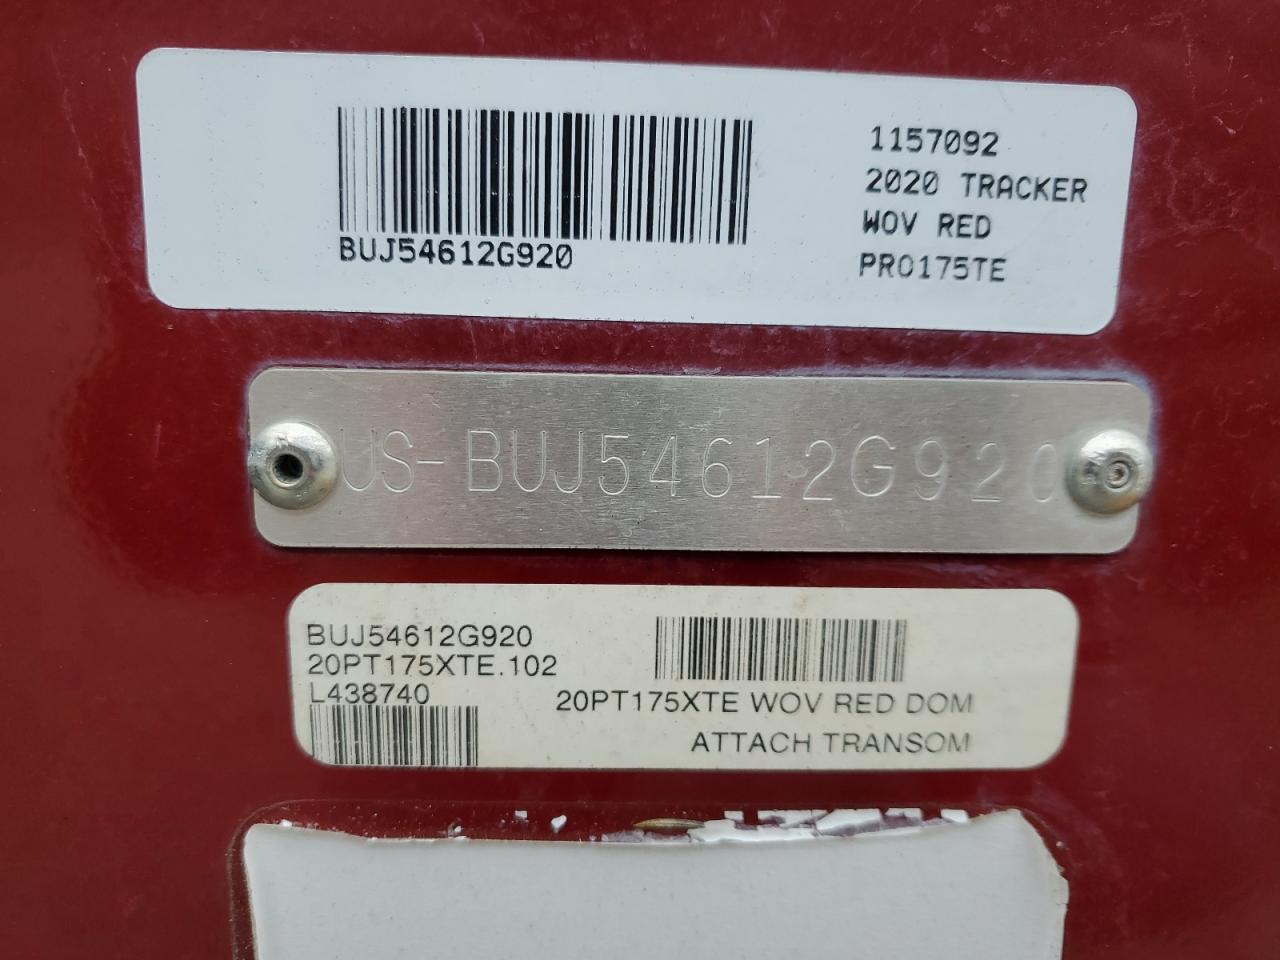 BUJ54612G920
1157092
2020 TRACKER
WOV RED
PRO175TE
US-BUJ54612G920
BUJ54612G920
20PT175XTE.102
L438740
20PT175XTE WOV RED DOM
ATTACH TRANSOM